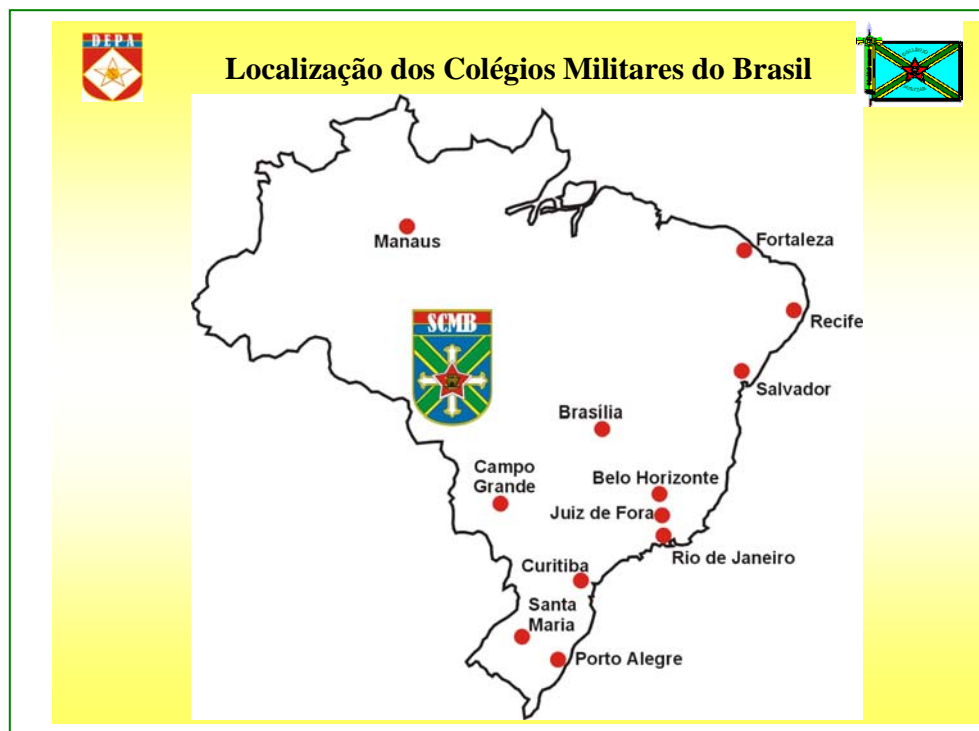 DEPA
Localização dos Colégios Militares do Brasil
Manaus
Fortaleza
Recife
SCMB
Salvador
Brasília
Campo
Grande
Belo Horizonte
Juiz de Fora
Rio de Janeiro
Curitiba
Santa
Maria
Porto Alegre